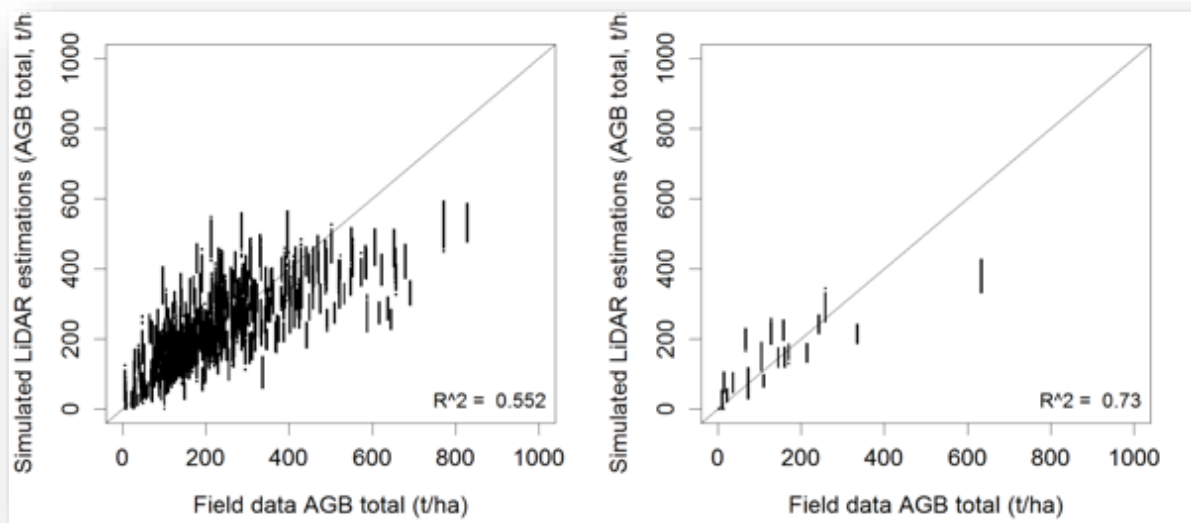 Simulated LiDAR estimations (AGB total, t/h
1000
800
600
400
200
0
R^2 = 0.552
0 200 400 600 800 1000
Field data AGB total (t/ha)
Simulated LiDAR estimations (AGB total, t/h
1000
800
600
400
200
0
R^2 = 0.73
0 200 400 600 800 1000
Field data AGB total (t/ha)